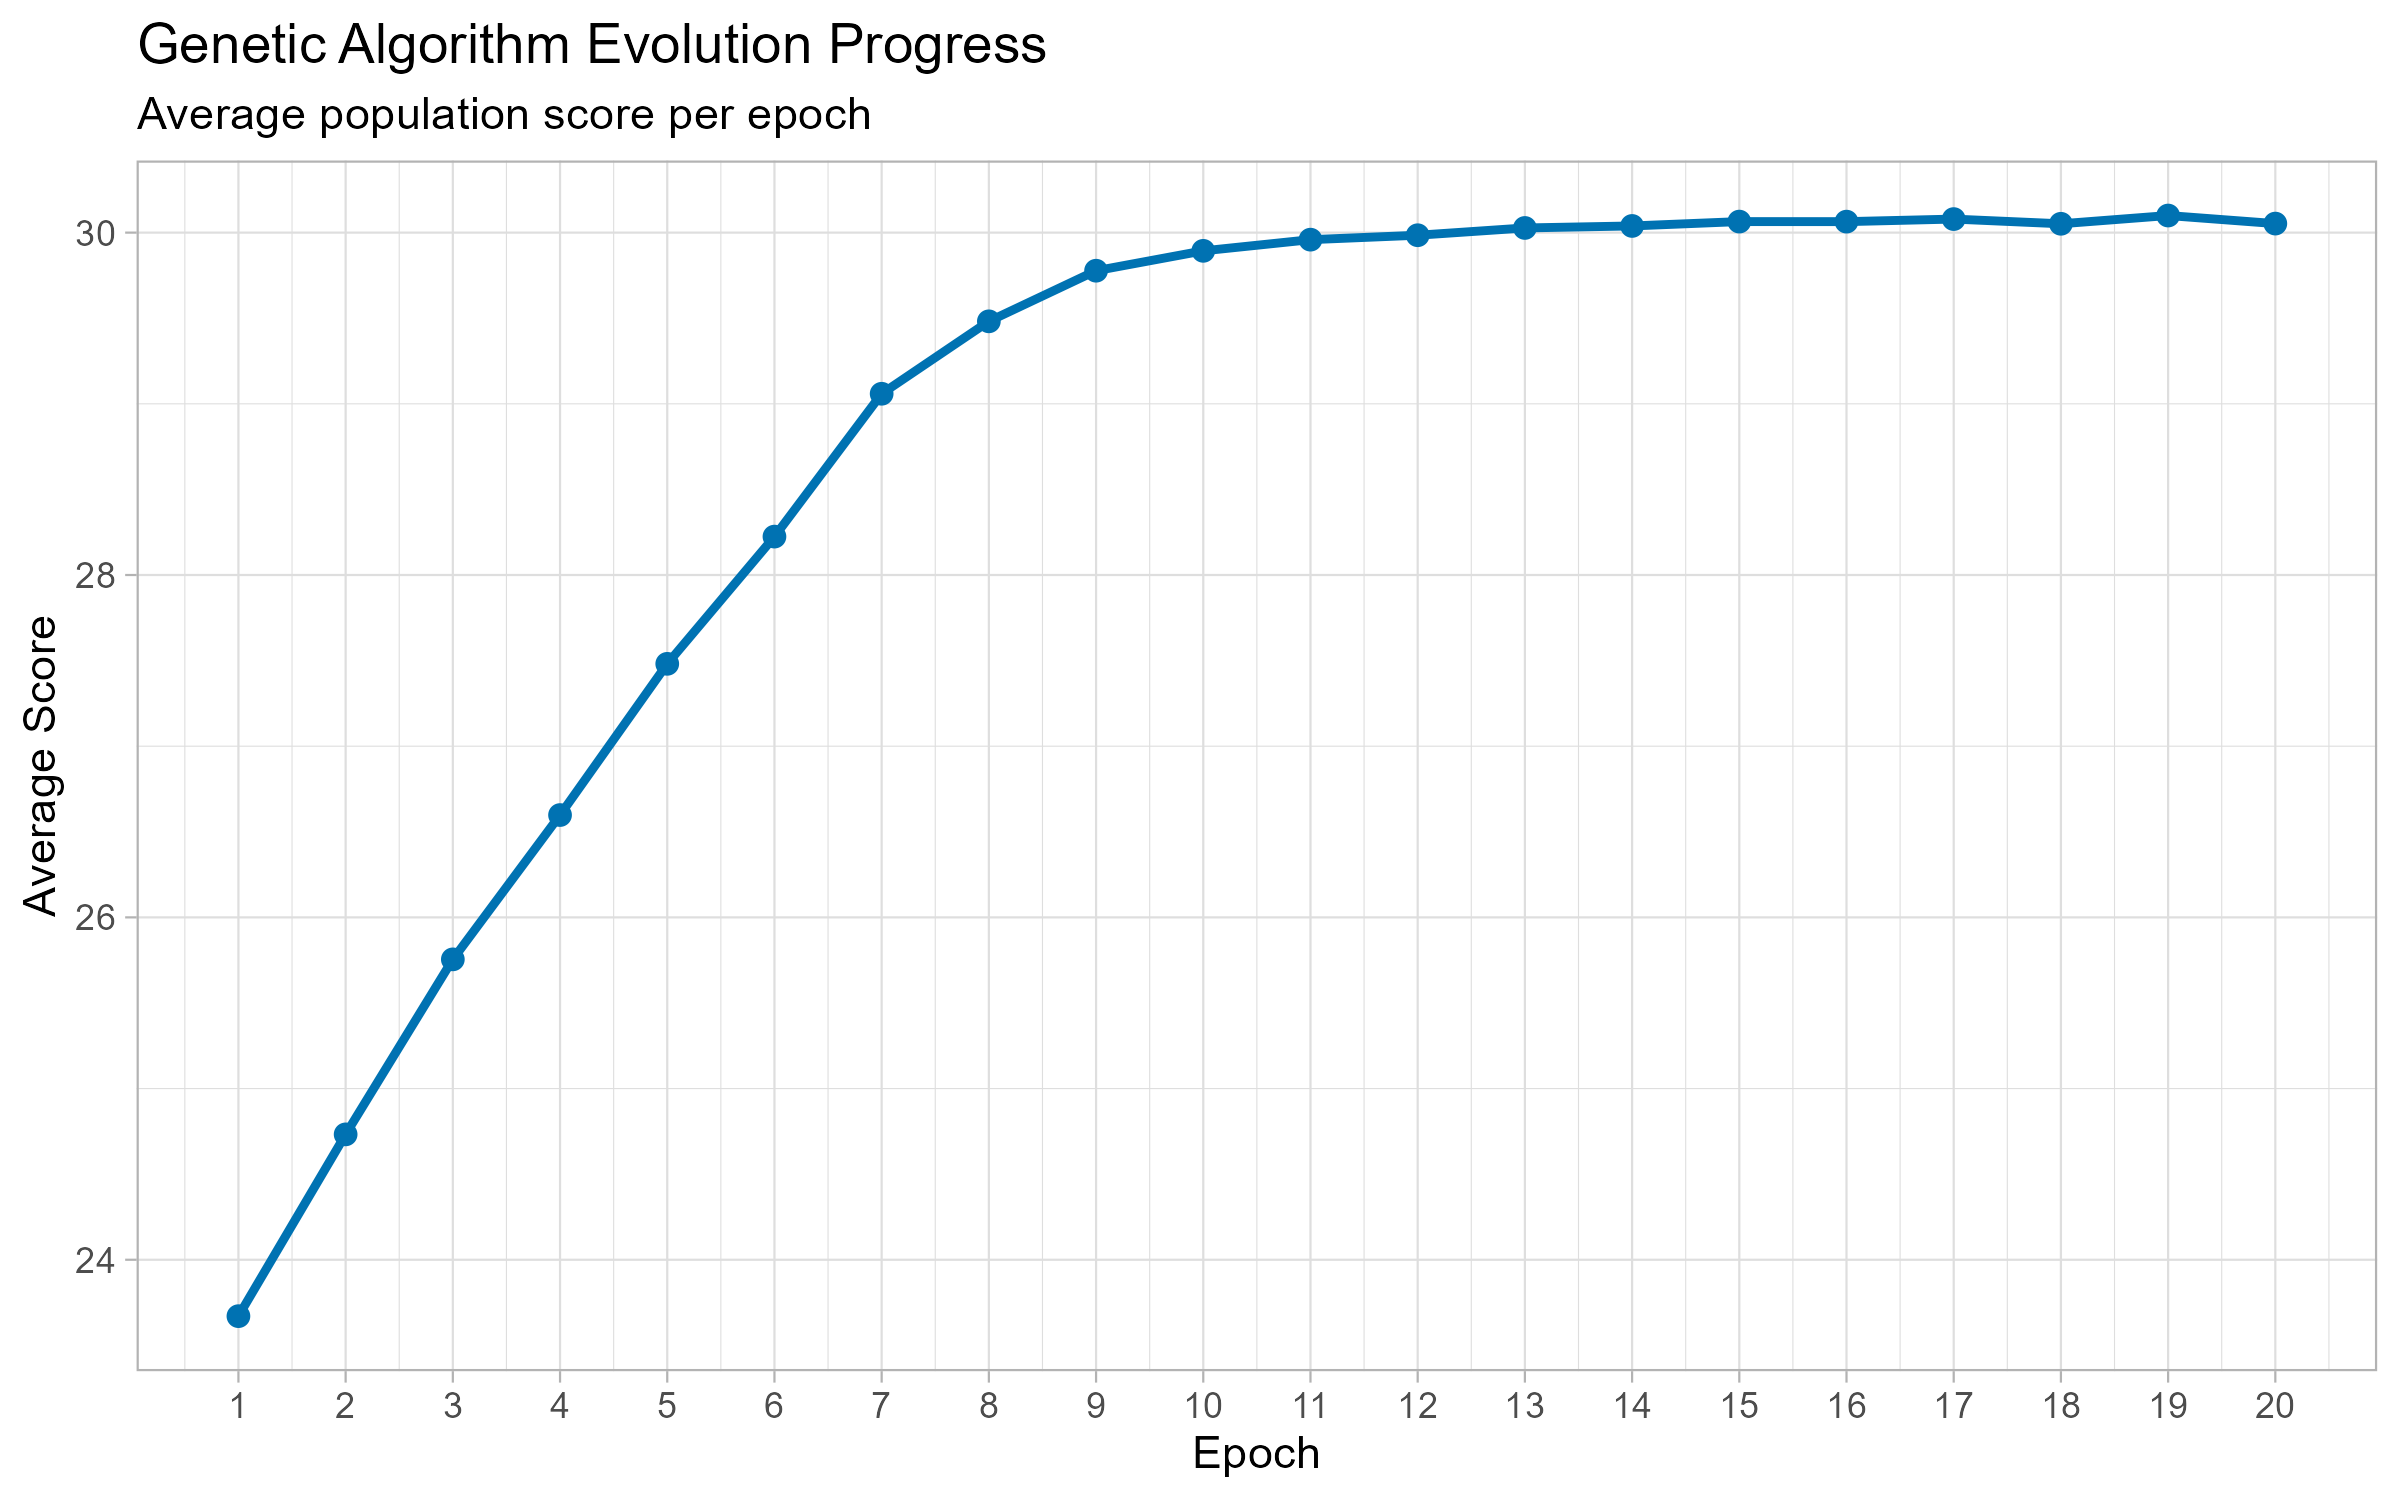 Genetic Algorithm Evolution Progress
Average population score per epoch
Average Score
30
28
26
24
1 2 3 4 5 6 7 8 9 10 11 12 13 14 15 16 17 18 19 20
Epoch